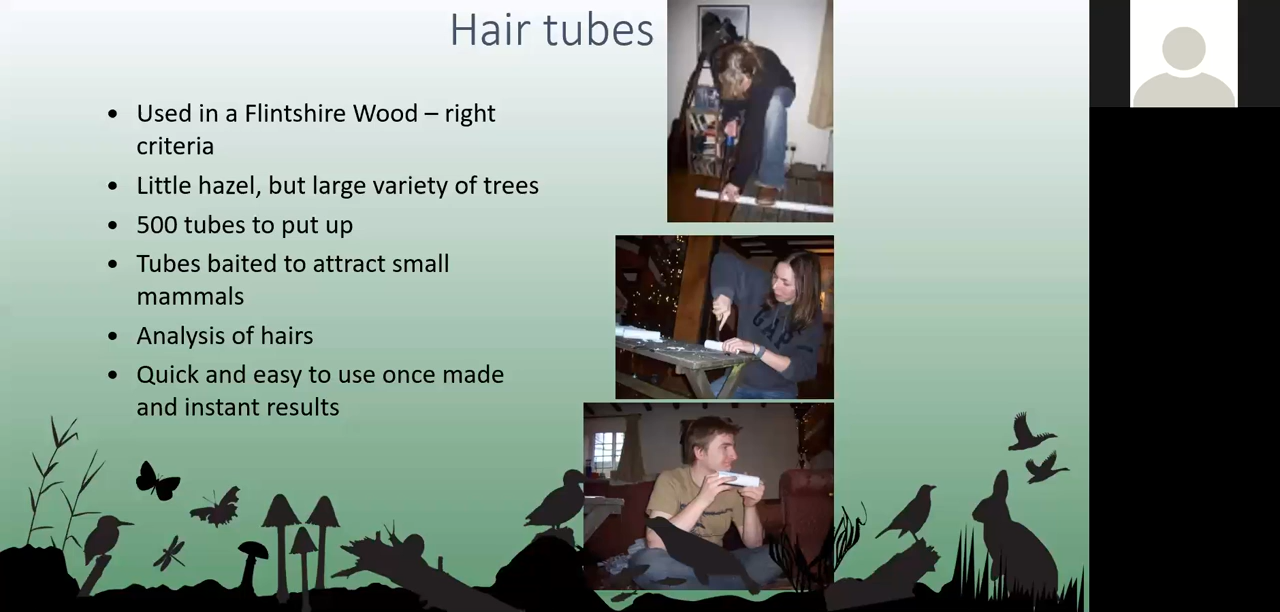 Hair tubes
• Used in a Flintshire Wood – right
criteria
• Little hazel, but large variety of trees
• 500 tubes to put up
• Tubes baited to attract small
mammals
• Analysis of hairs
• Quick and easy to use once made
and instant results
GAP